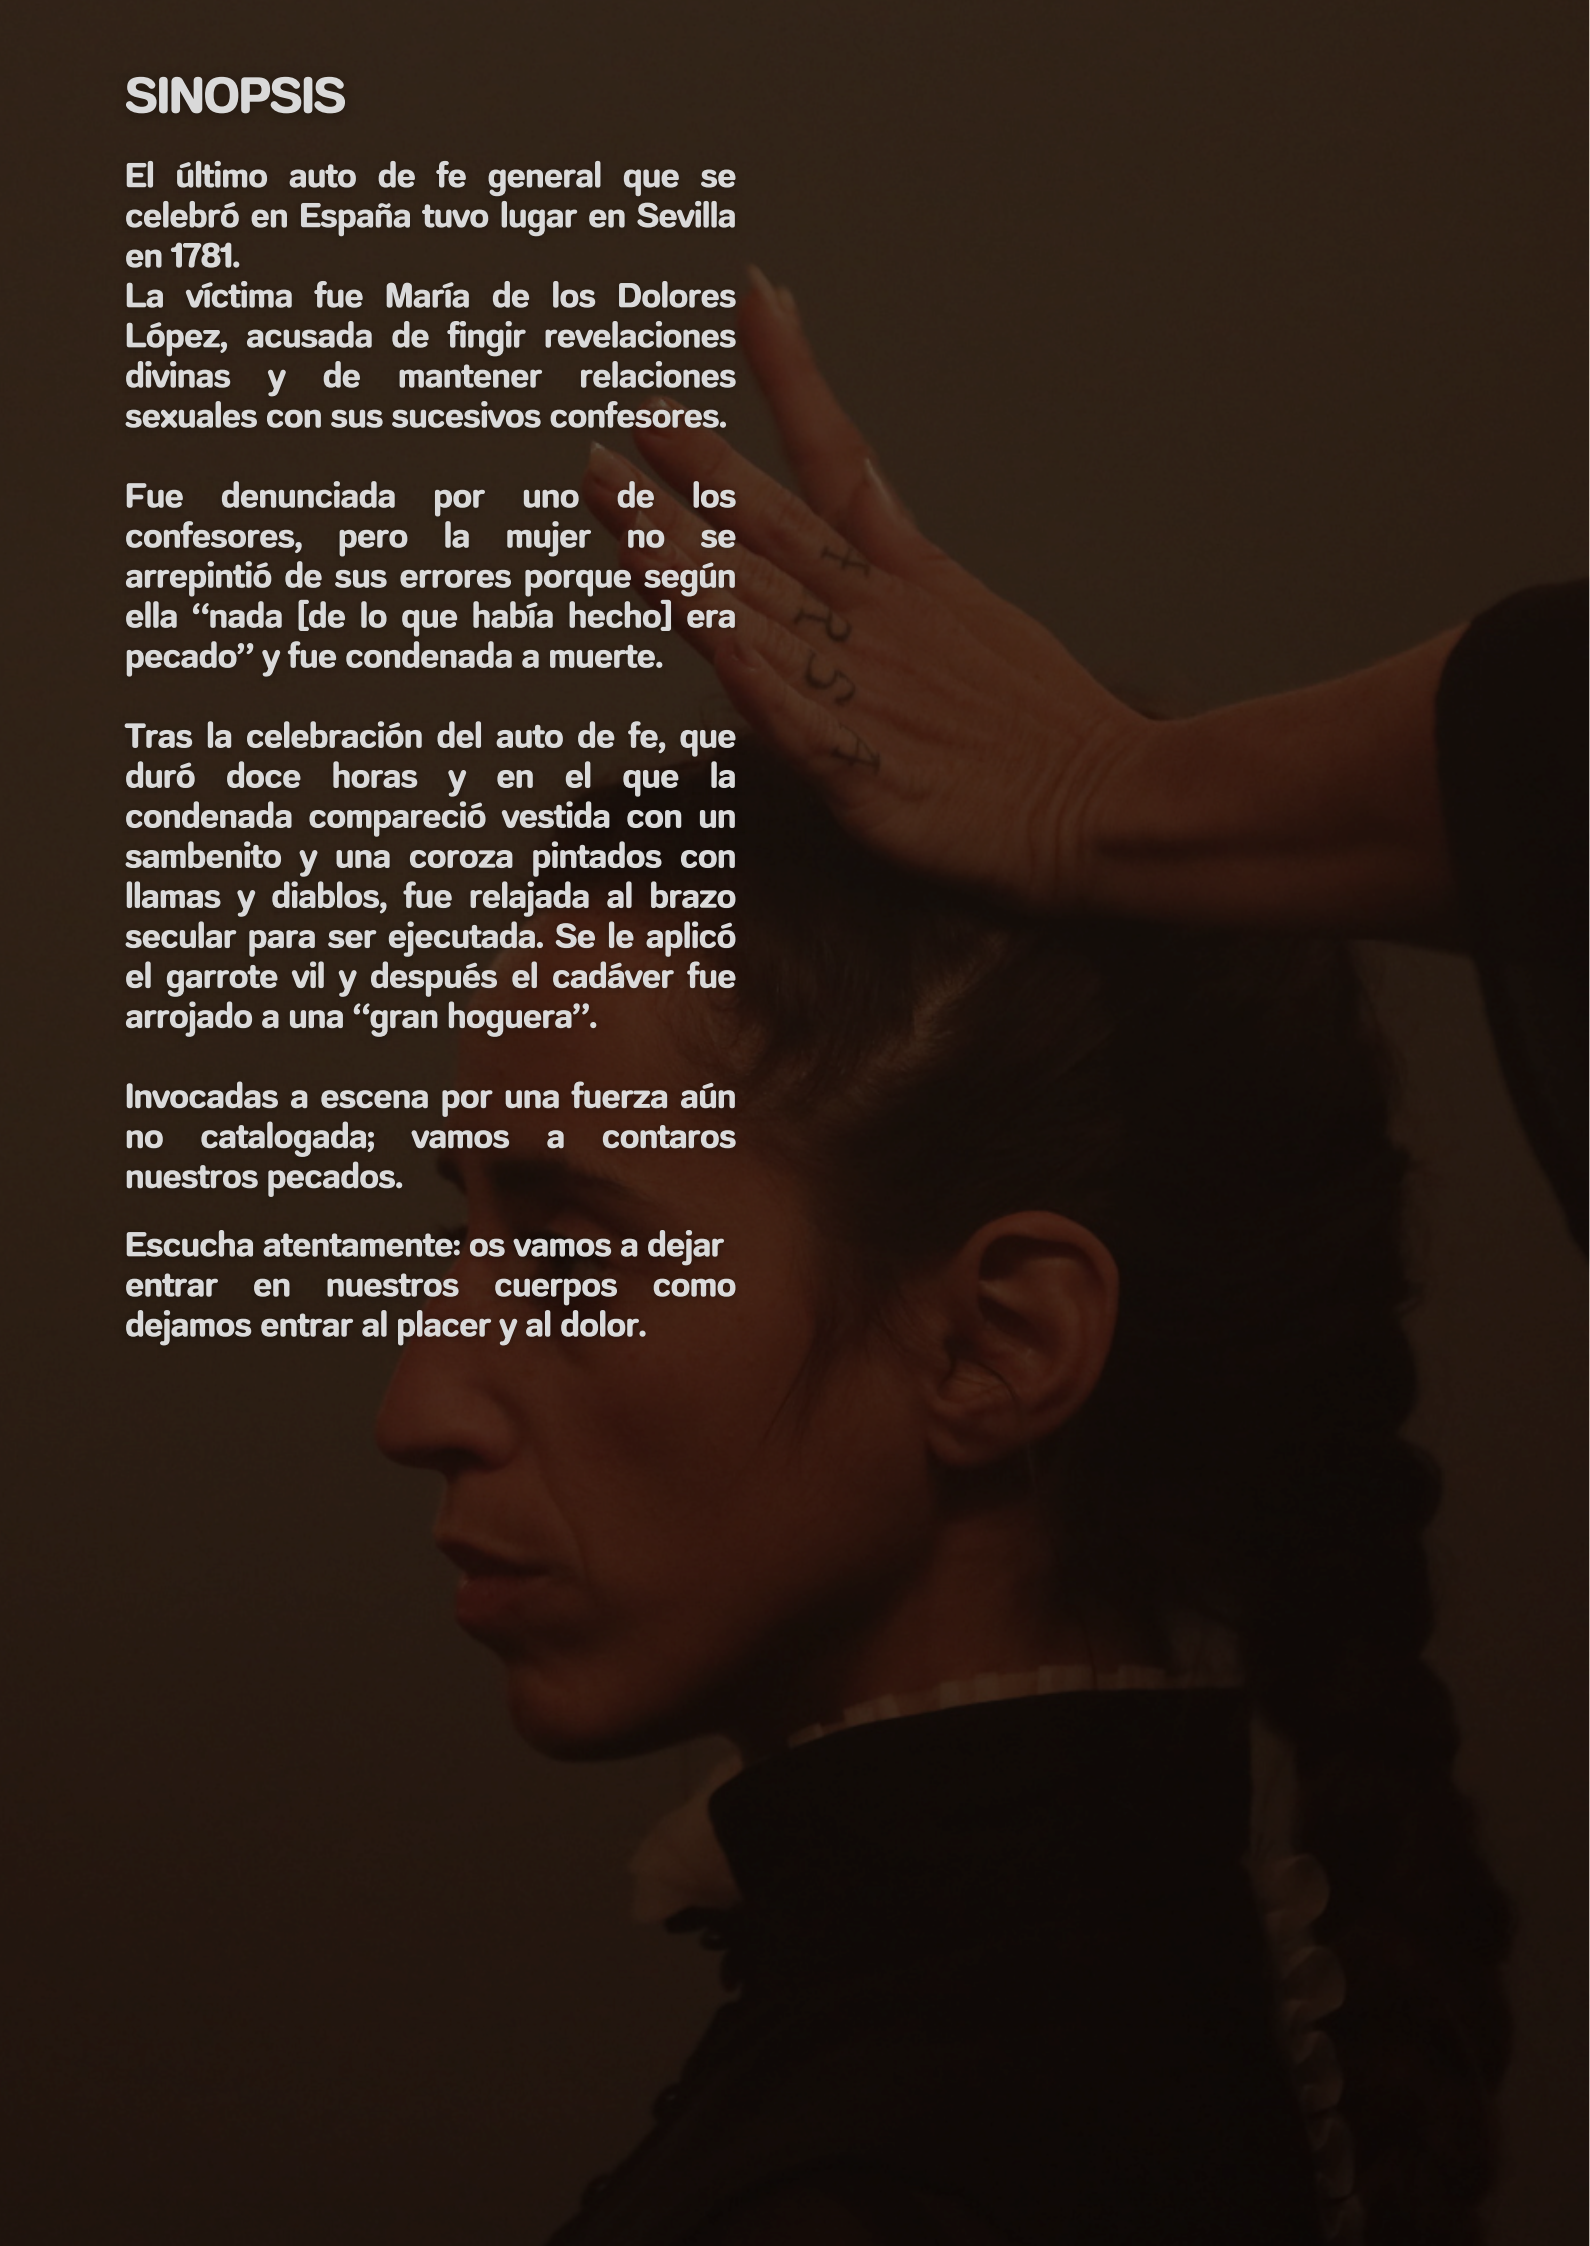 SINOPSIS
El último auto de fe general que se
celebró en España tuvo lugar en Sevilla
en 1781.
La víctima fue María de los Dolores
López, acusada de fingir revelaciones
divinas y de mantener relaciones
sexuales con sus sucesivos confesores.
Fue denunciada por uno de los
confesores, pero la mujer no se
arrepintió de sus errores porque según
ella “nada [de lo que había hecho] era
pecado” y fue condenada a muerte.
Tras la celebración del auto de fe, que
duró doce horas y en el que la
condenada compareció vestida con un
sambenito y una coroza pintados con
llamas y diablos, fue relajada al brazo
secular para ser ejecutada. Se le aplicó
el garrote vil y después el cadáver fue
arrojado a una “gran hoguera”.
Invocadas a escena por una fuerza aún
no catalogada; vamos a contaros
nuestros pecados.
Escucha atentamente: os vamos a dejar
entrar en nuestros cuerpos como
dejamos entrar al placer y al dolor.